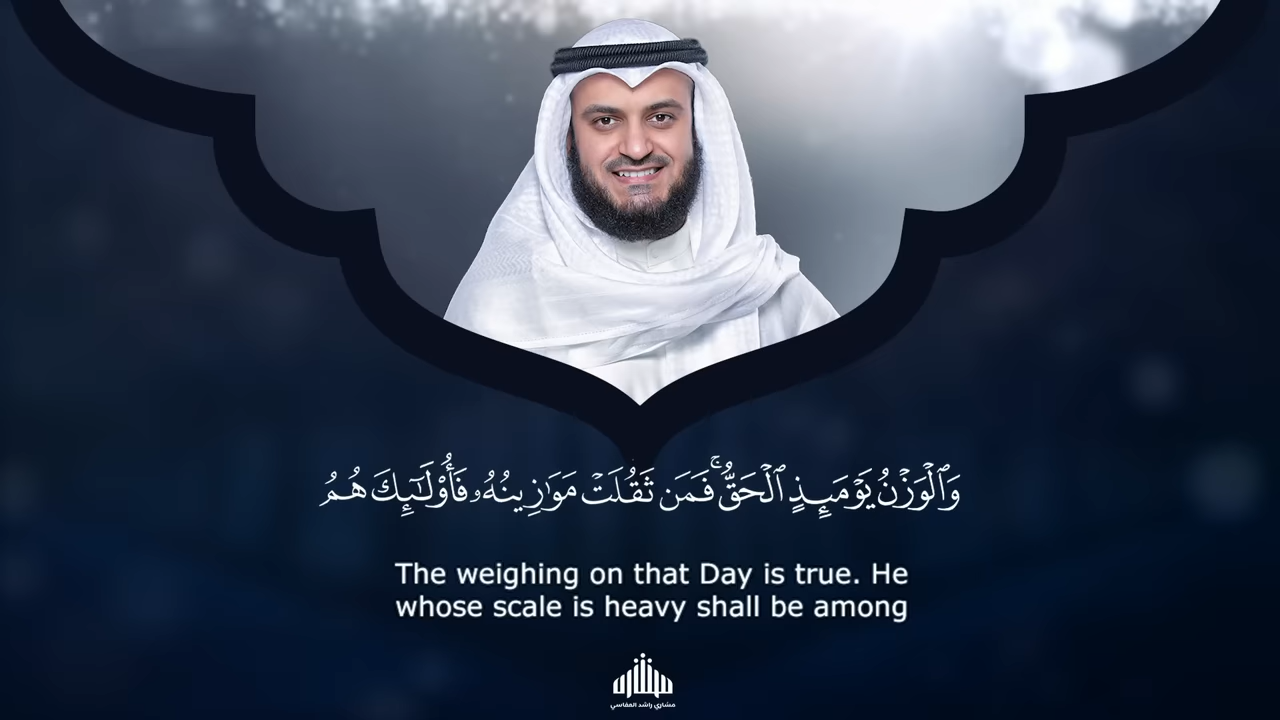 وَٱلْوَزْنُ يَوْمَئِذٍ ٱلْحَقُّ ۚ فَمَن ثَقُلَتْ مَوَٰزِينُهُۥ فَأُو۟لَـٰٓئِكَ هُمُ
The weighing on that Day is true. He
whose scale is heavy shall be among
مشاري
مشاري راشد العفاسي